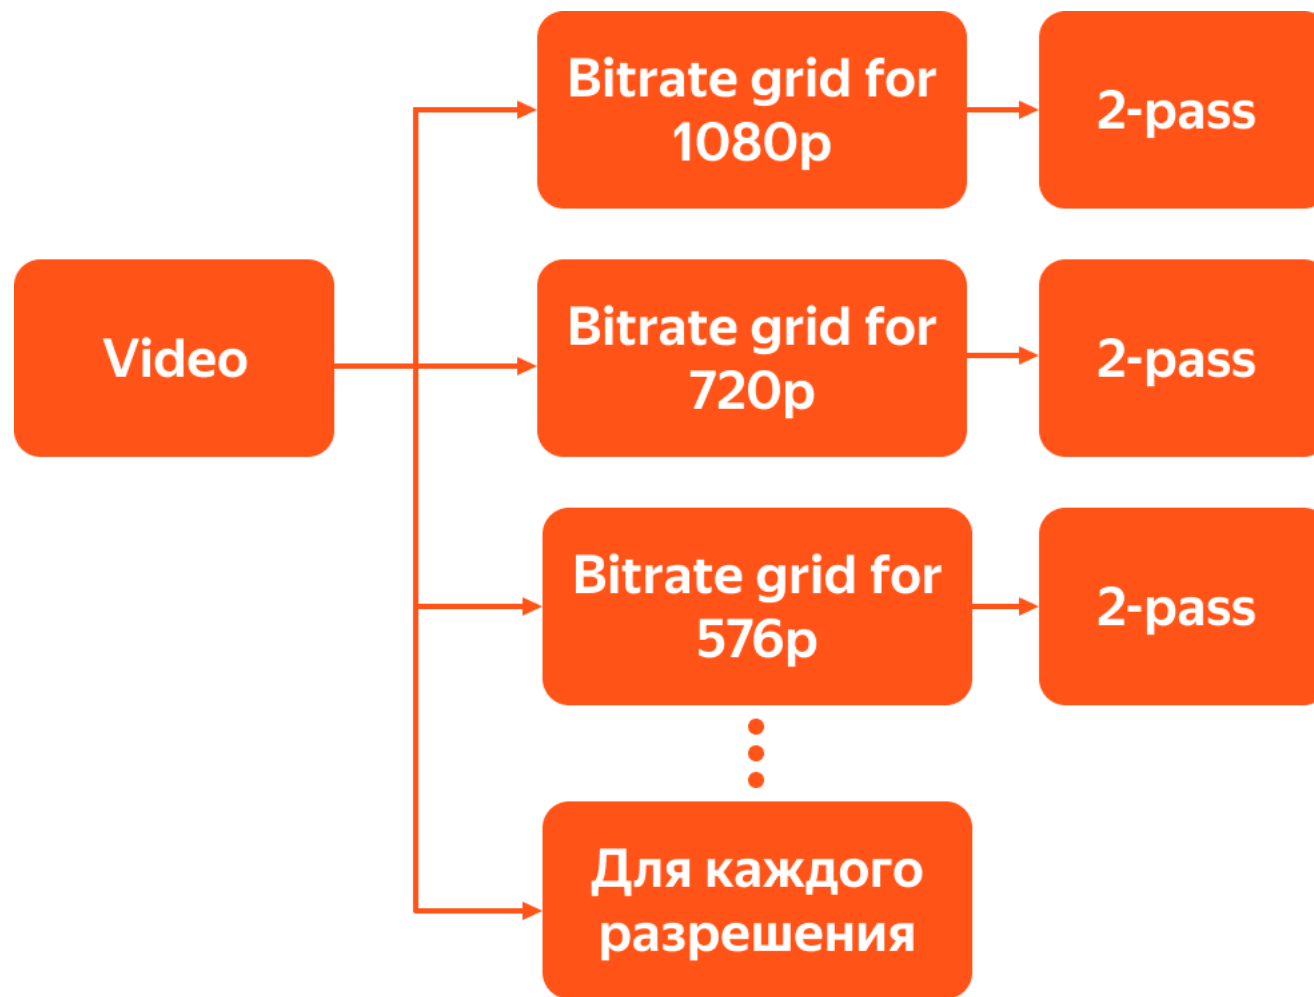 Bitrate grid for
1080p
2-pass
Video
Bitrate grid for
720p
2-pass
Bitrate grid for
576p
2-pass
Для каждого
разрешения